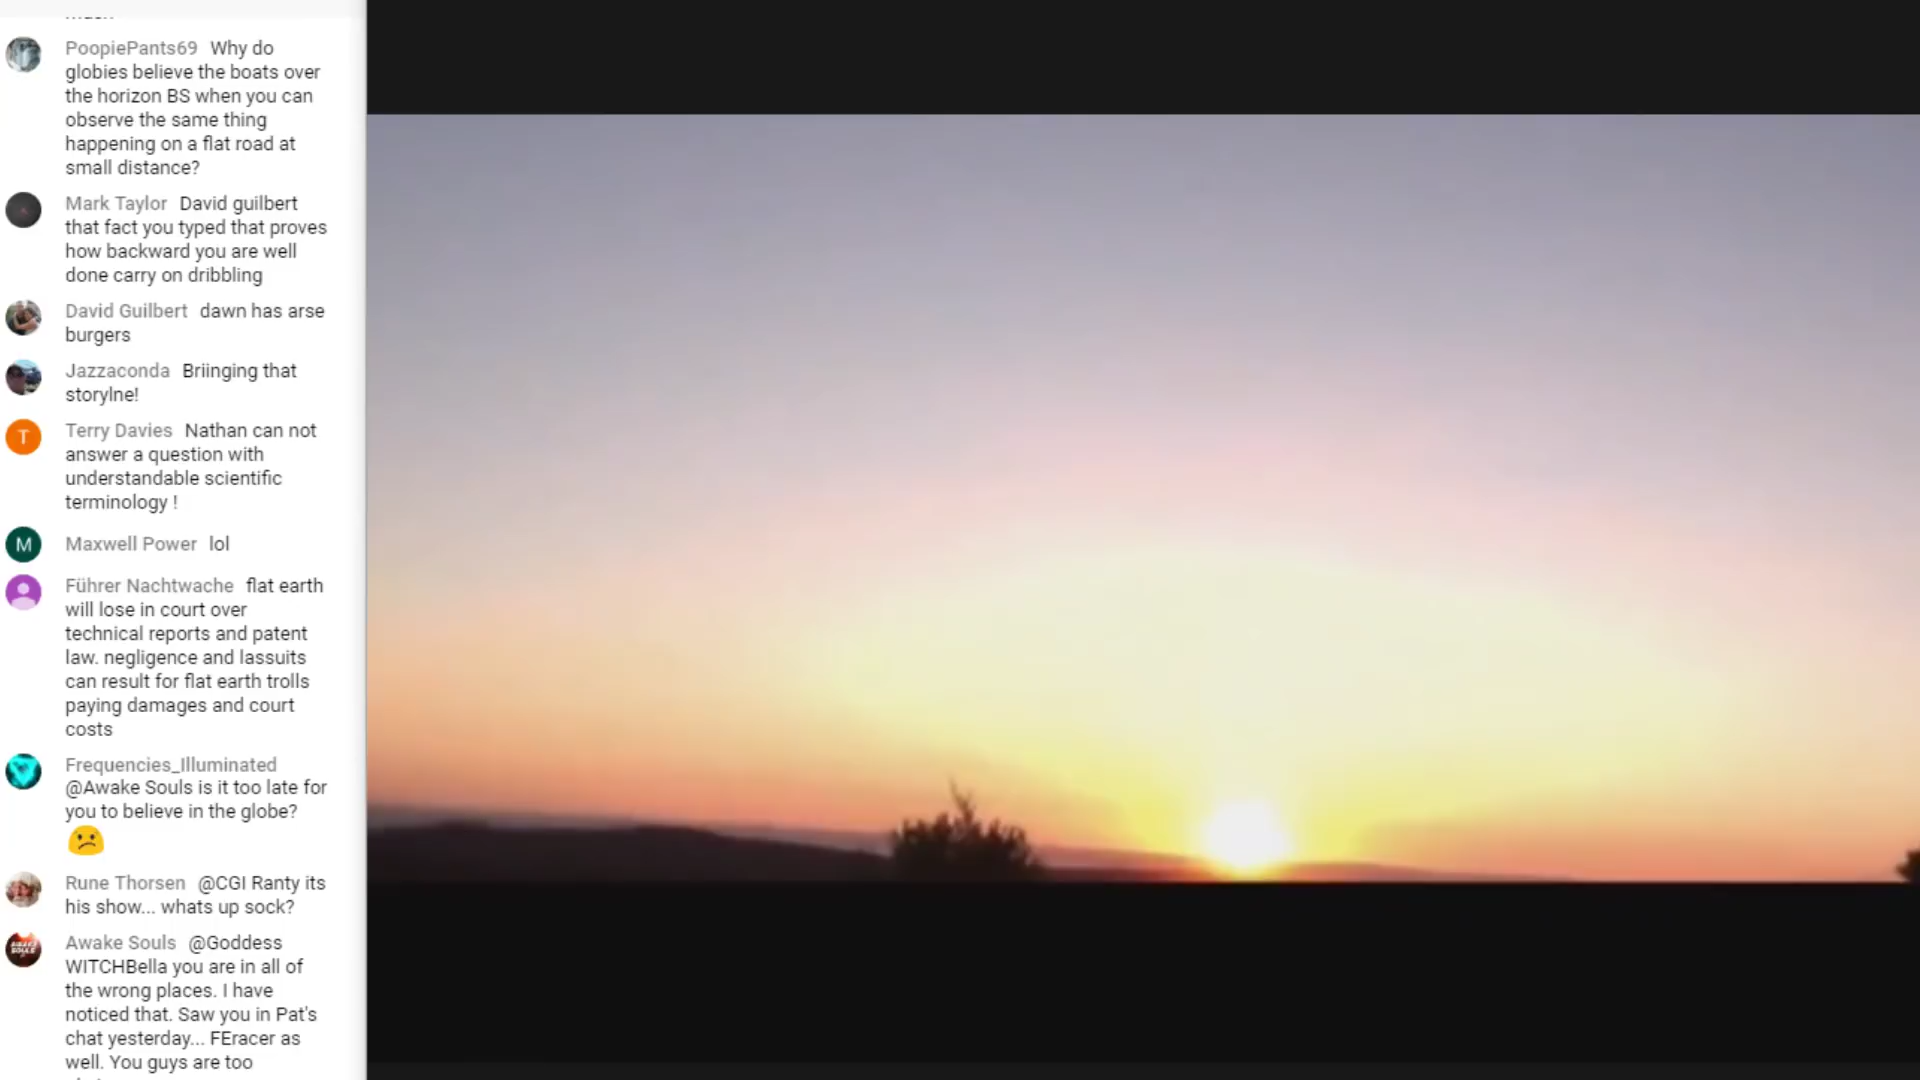 PoopiePants69 Why do
globies believe the boats over
the horizon BS when you can
observe the same thing
happening on a flat road at
small distance?
Mark Taylor David guilbert
that fact you typed that proves
how backward you are well
done carry on dribbling
David Guilbert dawn has arse
burgers
Jazzaconda Briinging that
storylne!
T
Terry Davies Nathan can not
answer a question with
understandable scientific
terminology !
M
Maxwell Power lol
Führer Nachtwache flat earth
will lose in court over
technical reports and patent
law. negligence and lassuits
can result for flat earth trolls
paying damages and court
costs
Frequencies_Illuminated
@Awake Souls is it too late for
you to believe in the globe?
Rune Thorsen @CGI Ranty its
his show... whats up sock?
Awake Souls @Goddess
WITCHBella you are in all of
the wrong places. I have
noticed that. Saw you in Pat's
chat yesterday... FEracer as
well. You guys are too